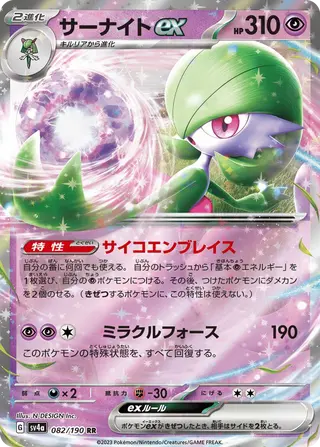 2進化
サーナイトex
HP310
キルリアから進化
特性 とくせい サイコエンブレイス
自分の番に何回でも使える。自分のトラッシュから「基本超エネルギー」を
1枚選び、自分の超ポケモンにつける。その後、つけたポケモンにダメカン
を2個のせる。(きぜつするポケモンに、この特性は使えない。)
ミラクルフォース 190
このポケモンの特殊状態を、すべて回復する。
弱点 ×2 抵抗力 -30 にげる
exルール
ポケモンexがきぜつしたとき、相手はサイドを2枚とる。
Illus. N-DESIGN Inc.
G sv4a 082/190 RR
©2023 Pokémon/Nintendo/Creatures/GAME FREAK.